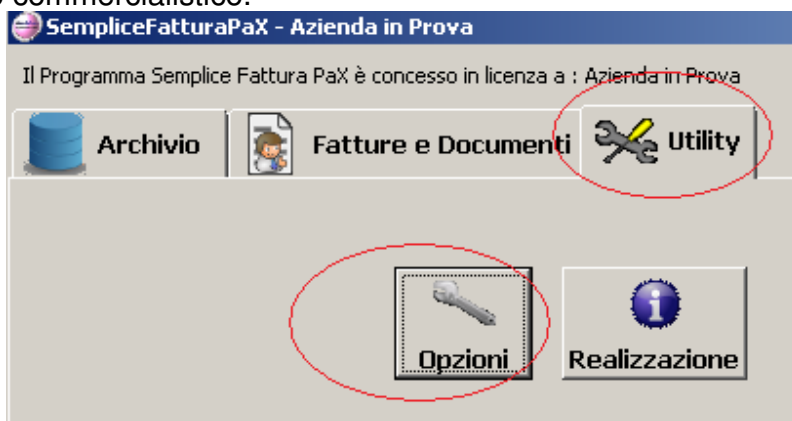 commercialistico.
SempliceFatturaPaX - Azienda in Prova
Il Programma Semplice Fattura PaX è concesso in licenza a : Azienda in Prova
Archivio Fatture e Documenti Utility
Opzioni Realizzazione